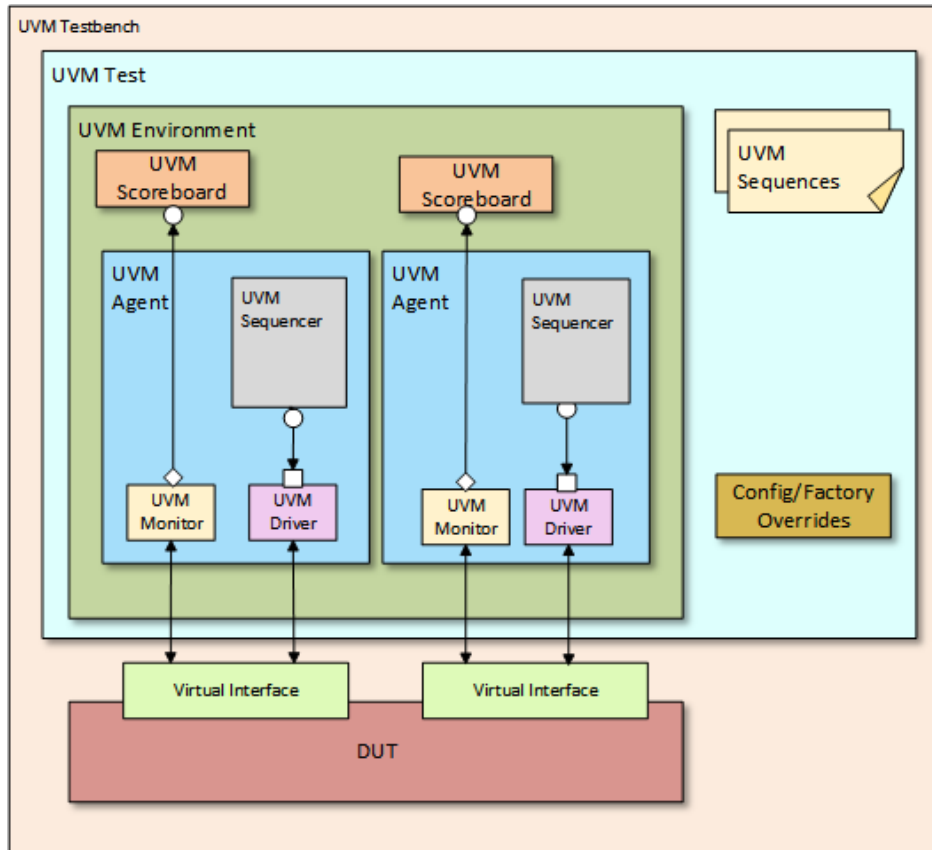 UVM Testbench
UVM Test
UVM Environment
UVM
Scoreboard
UVM
Scoreboard
UVM
Sequences
UVM
Agent
UVM
Sequencer
UVM
Agent
UVM
Sequencer
UVM
Monitor
UVM
Driver
UVM
Monitor
UVM
Driver
Config/Factory
Overrides
Virtual Interface
Virtual Interface
DUT